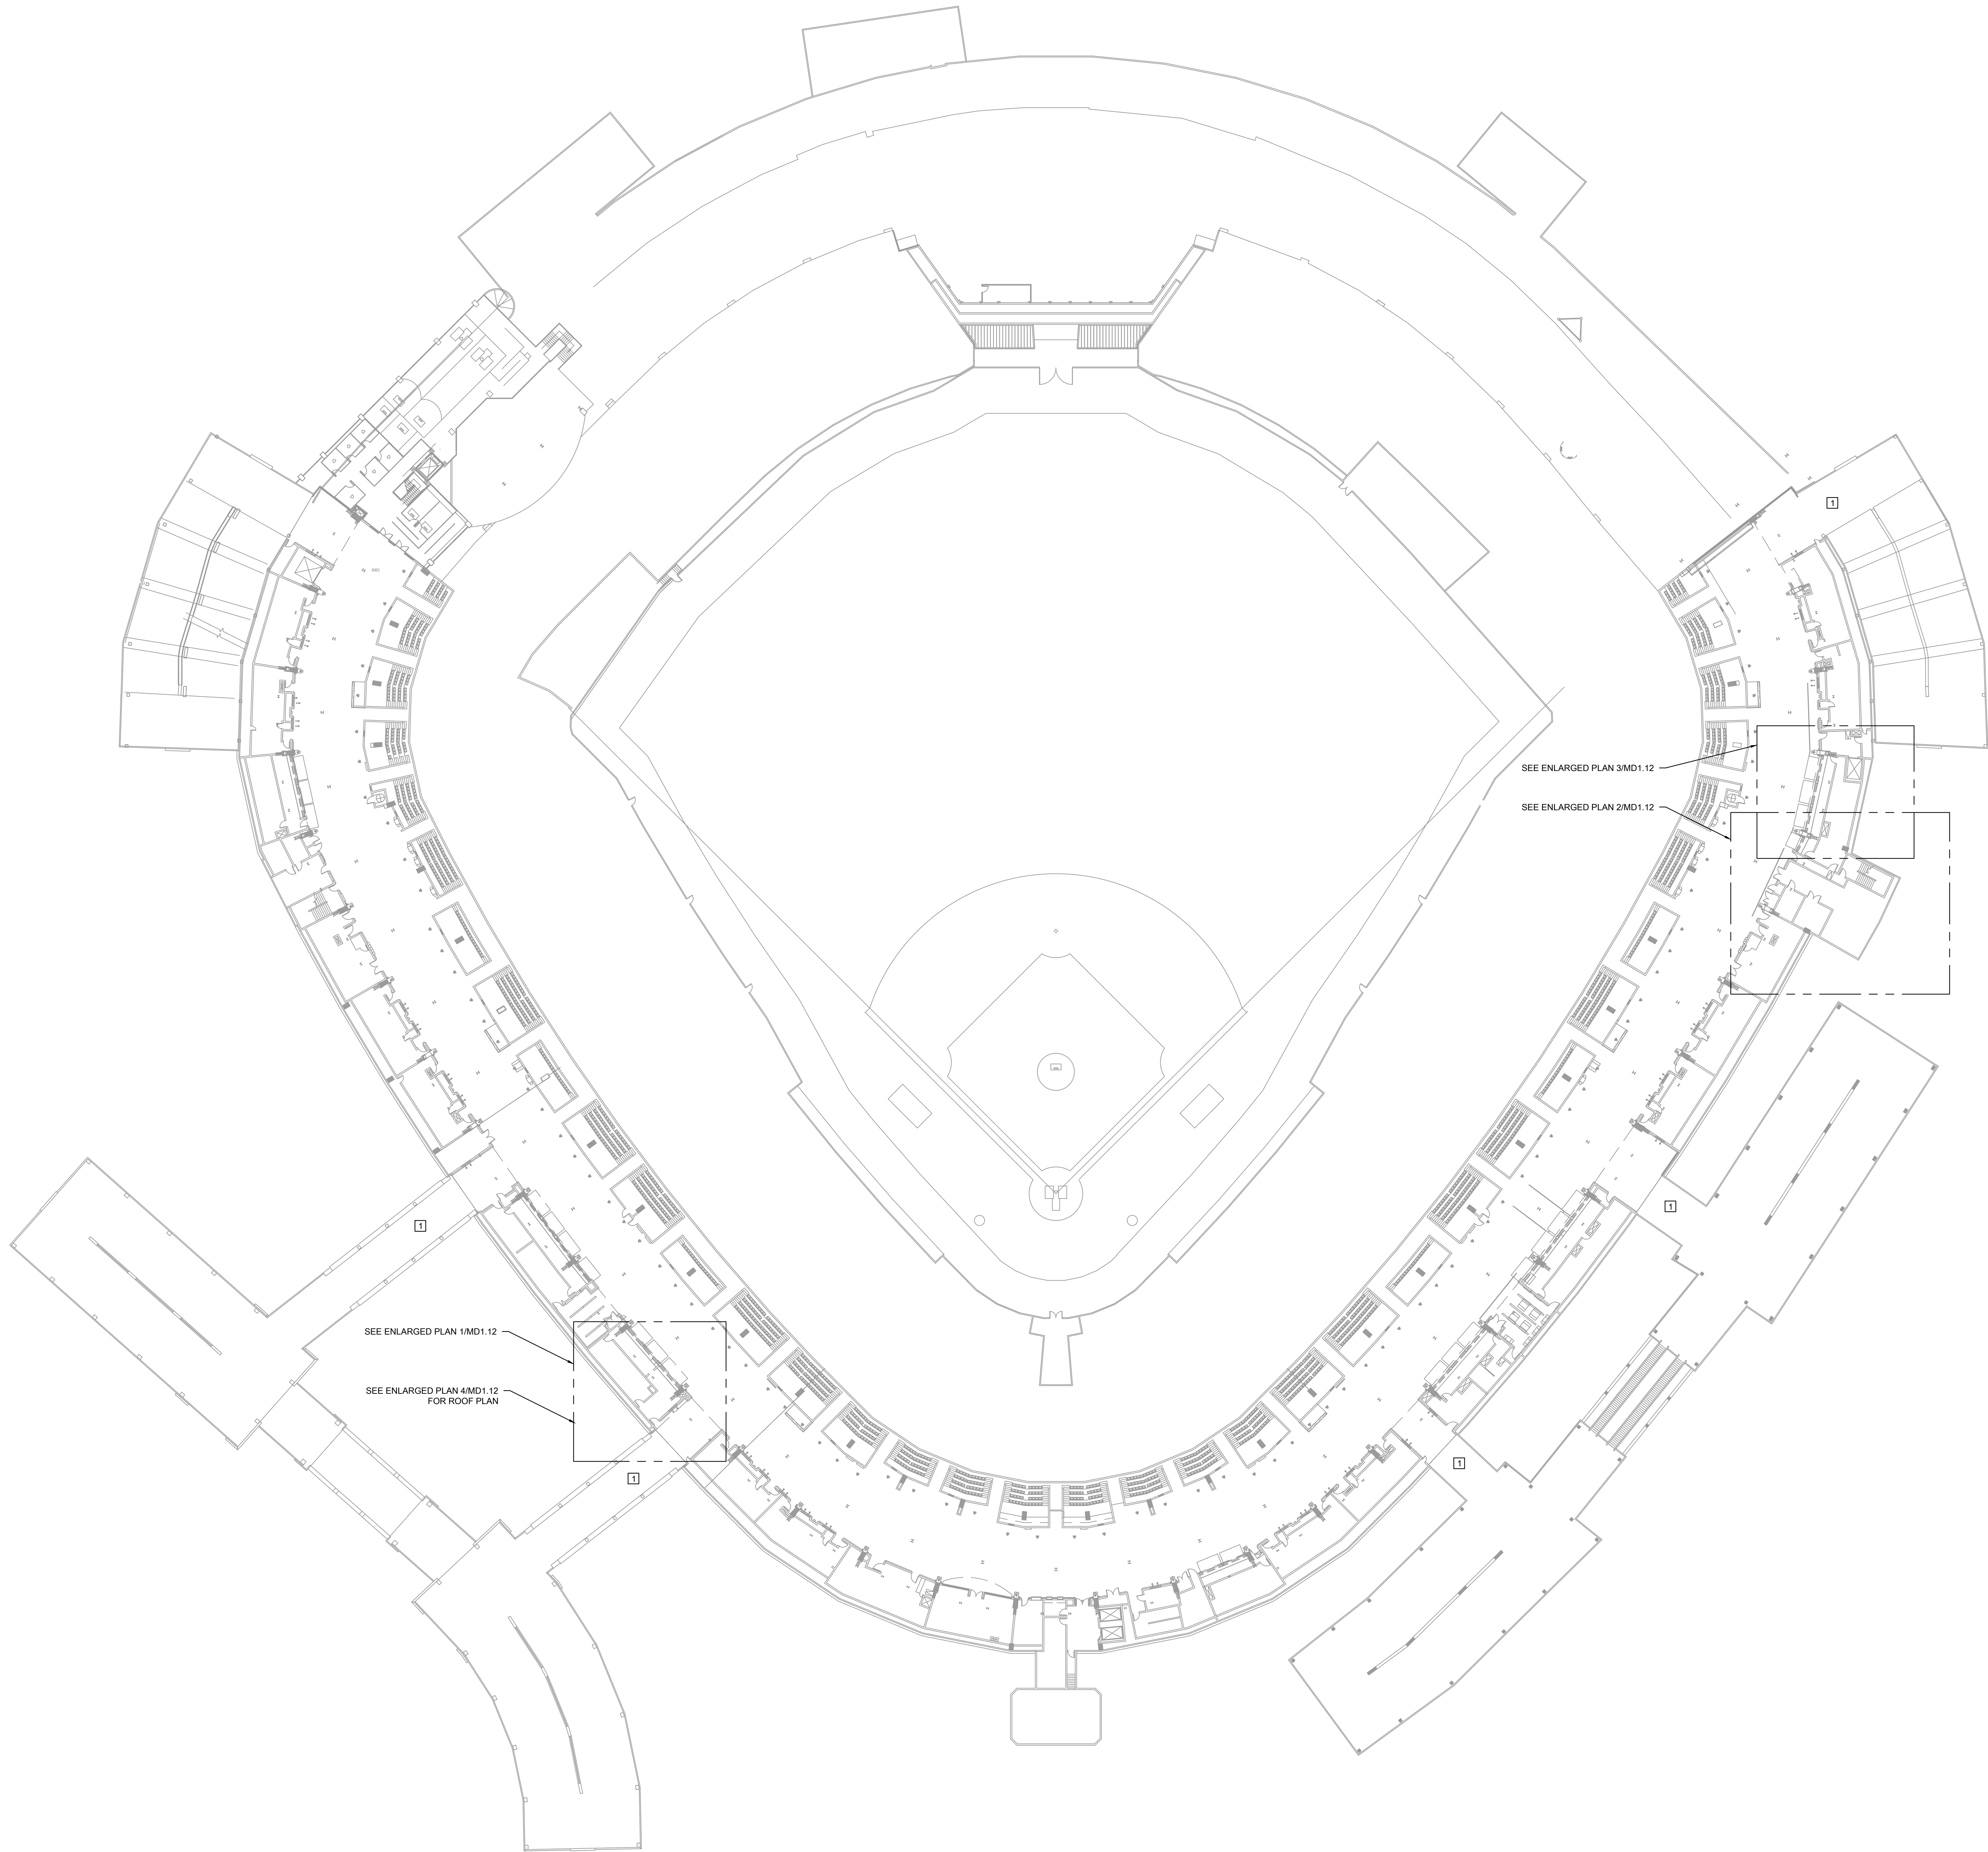 1
SEE ENLARGED PLAN 3/MD1.12
SEE ENLARGED PLAN 2/MD1.12
1
1
SEE ENLARGED PLAN 1/MD1.12
SEE ENLARGED PLAN 4/MD1.12
FOR ROOF PLAN
1
1